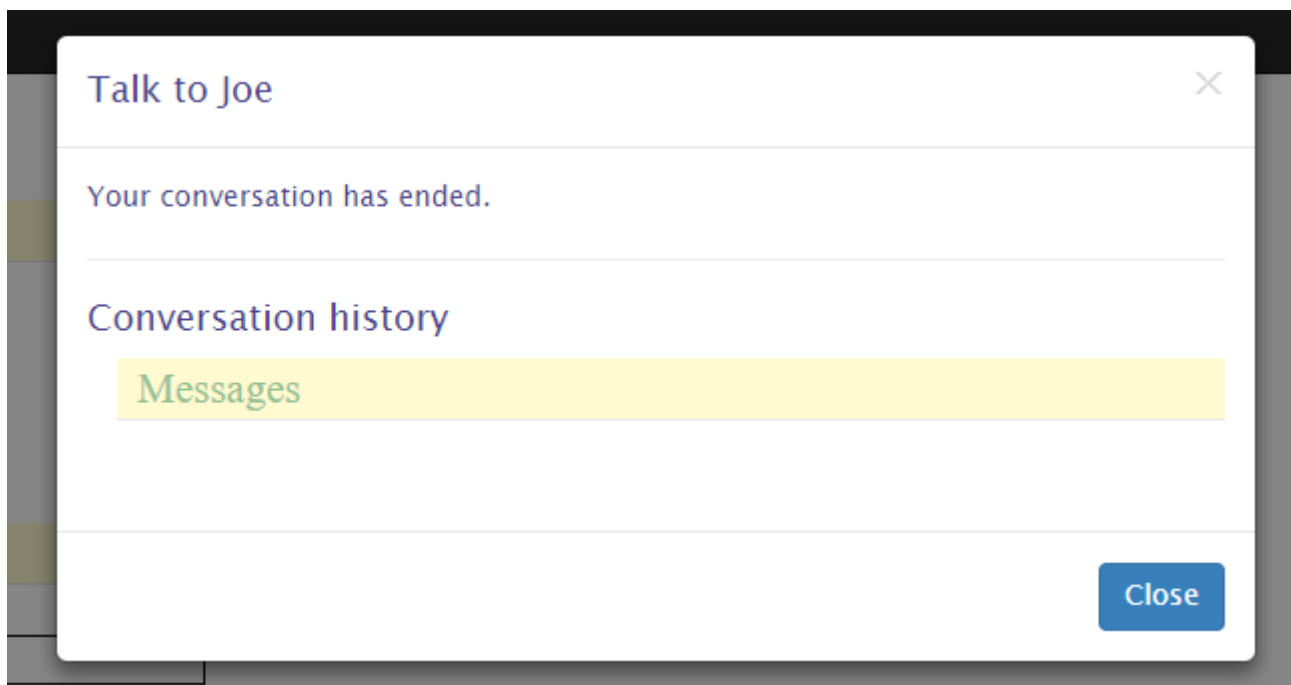 Talk to Joe
Your conversation has ended.
Conversation history
Messages
Close